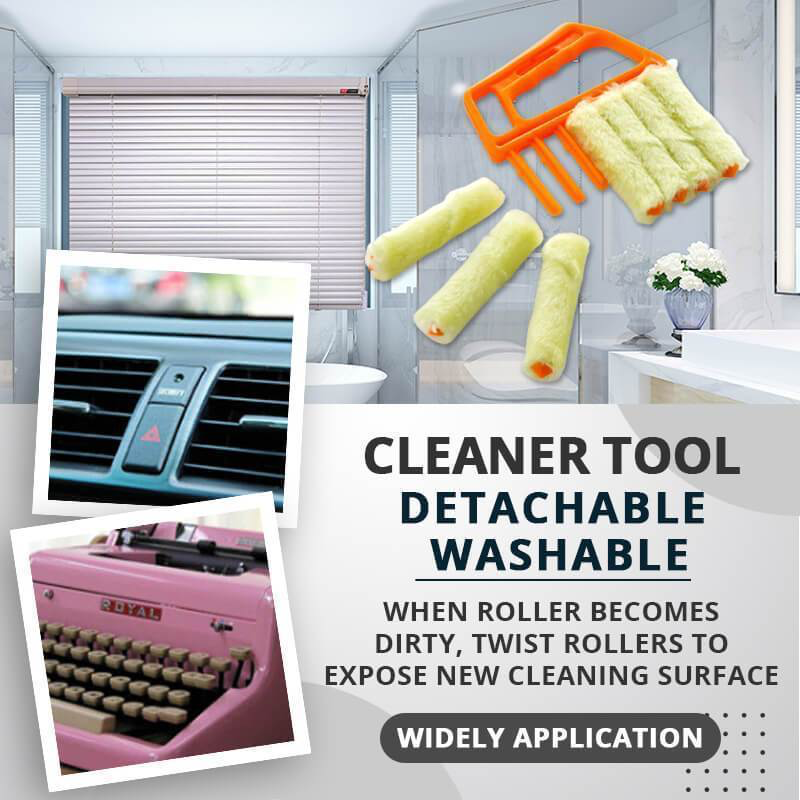 CLEANER TOOL
DETACHABLE
WASHABLE
WHEN ROLLER BECOMES
DIRTY, TWIST ROLLERS TO
EXPOSE NEW CLEANING SURFACE
WIDELY APPLICATION
ROYAL